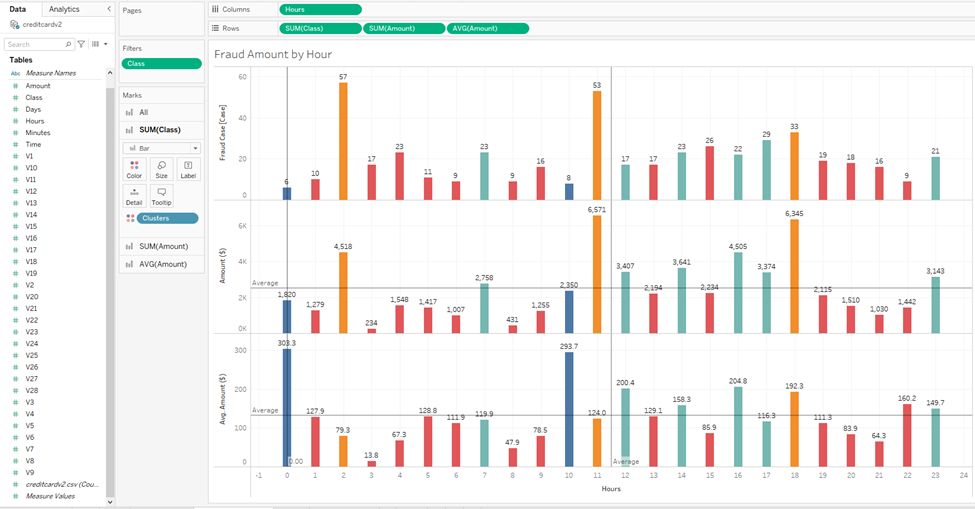 Data Analytics
creditcardv2
Search
Tables
Abc Measure Names
# Amount
# Class
# Days
# Hours
# Minutes
# Time
# V1
# V10
# V11
# V12
# V13
# V14
# V15
# V16
# V17
# V18
# V19
# V2
# V20
# V21
# V22
# V23
# V24
# V25
# V26
# V27
# V28
# V3
# V4
# V5
# V6
# V7
# V8
# V9
# creditcardv2.csv (Cou...
# Measure Values
Pages
Filters
Class
Marks
All
SUM(Class)
Bar
Color Size Label
Detail Tooltip
Clusters
SUM(Amount)
AVG(Amount)
Columns Hours
Rows SUM(Class) SUM(Amount) AVG(Amount)
Fraud Amount by Hour
Fraud Case [Case]
60
40
20
0
6 10 57 17 23 11 9 23 9 16 8 53 17 17 23 26 22 29 33 19 18 16 9 21
Amount ($)
6K
4K
2K
0K
Average
1,820 1,279 4,518 234 1,548 1,417 1,007 2,758 431 1,255 2,350 6,571 3,407 2,194 3,641 2,234 4,505 3,374 6,345 2,115 1,510 1,030 1,442 3,143
Avg. Amount ($)
300
200
100
0
Average
303.3 127.9 79.3 13.8 67.3 128.8 111.9 119.9 47.9 78.5 293.7 124.0 200.4 129.1 158.3 85.9 204.8 116.3 192.3 111.3 83.9 64.3 160.2 149.7
0.00 Average
-1 0 1 2 3 4 5 6 7 8 9 10 11 12 13 14 15 16 17 18 19 20 21 22 23 24
Hours